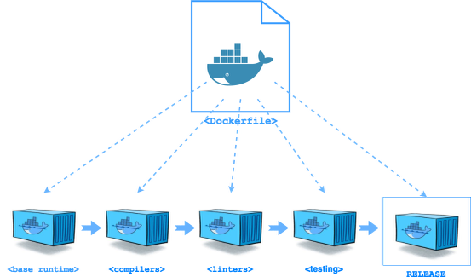 <Dockerfile>
<base runtime>
<compilers>
<linters>
<testing>
RELEASE